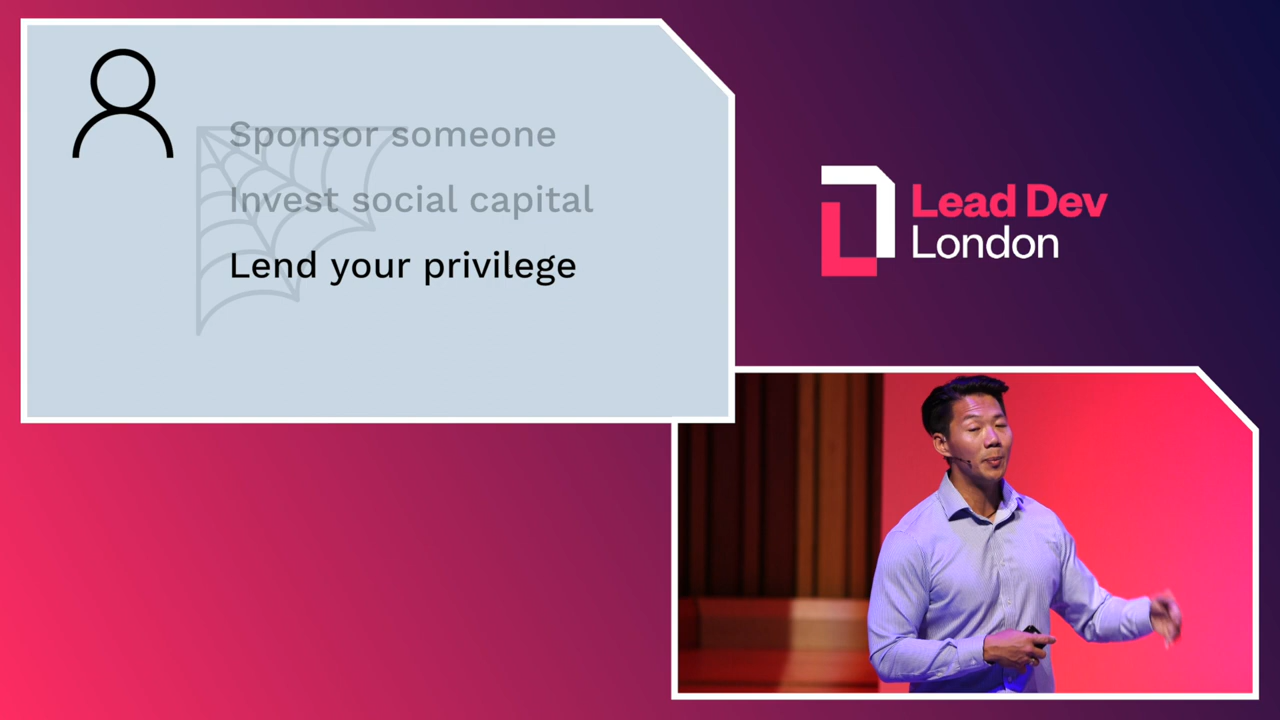 Sponsor someone
Invest social capital
Lend your privilege
Lead Dev
London